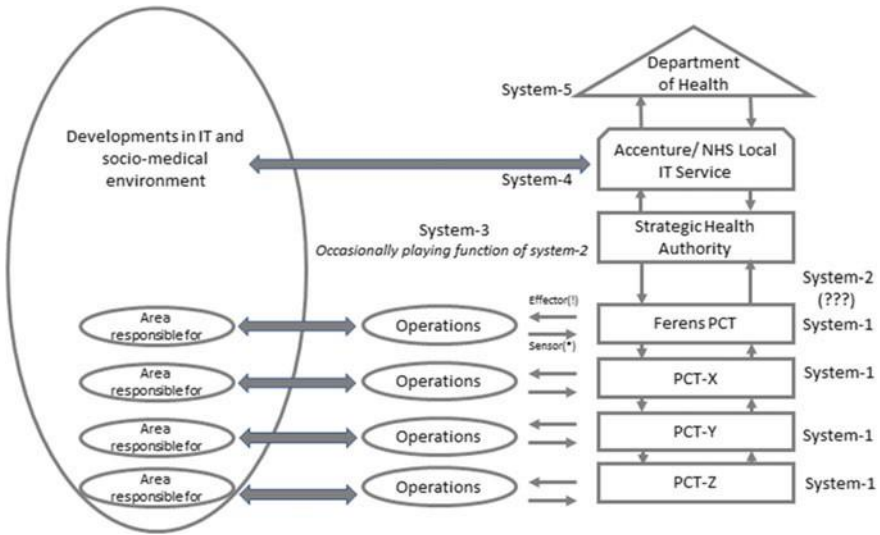 Department
of Health
System-5
Developments in IT and
socio-medical
environment
Accenture/ NHS Local
IT Service
System-4
System-3
Occasionally playing function of system-2
Strategic Health
Authority
System-2
(???)
Area
responsible for
Operations
Effector(!)
Sensor(*)
Ferens PCT
System-1
Area
responsible for
Operations
PCT-X
System-1
Area
responsible for
Operations
PCT-Y
System-1
Area
responsible for
Operations
PCT-Z
System-1